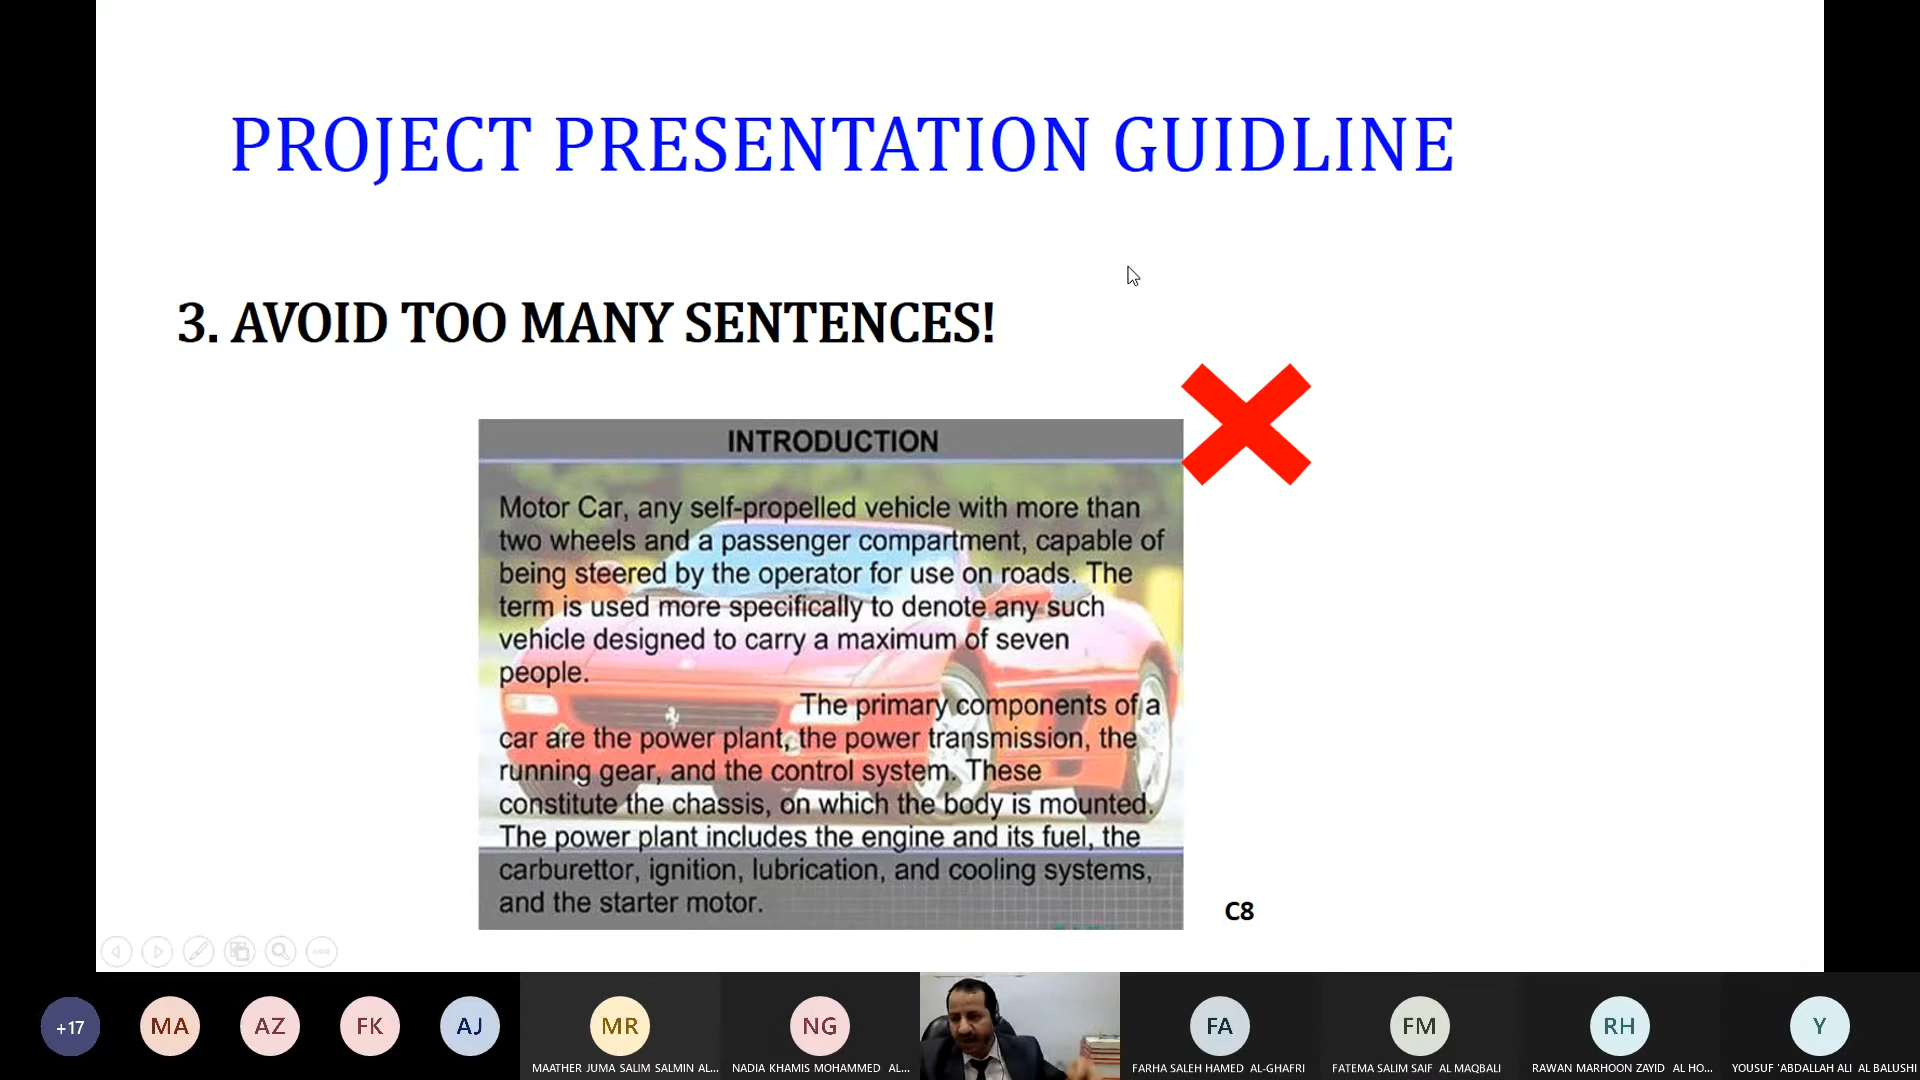 PROJECT PRESENTATION GUIDLINE
3. AVOID TOO MANY SENTENCES!
INTRODUCTION
Motor Car, any self-propelled vehicle with more than
two wheels and a passenger compartment, capable of
being steered by the operator for use on roads. The
term is used more specifically to denote any such
vehicle designed to carry a maximum of seven
people.
The primary components of a
car are the power plant, the power transmission, the
running gear, and the control system. These
constitute the chassis, on which the body is mounted.
The power plant includes the engine and its fuel, the
carburettor, ignition, lubrication, and cooling systems,
and the starter motor.
C8
+17
MA
AZ
FK
AJ
MR
NG
FA
FM
RH
Y
MAATHER JUMA SALIM SALMIN AL...
NADIA KHAMIS MOHAMMED AL...
FARHA SALEH HAMED AL-GHAFRI
FATEMA SALIM SAIF AL MAQBALI
RAWAN MARHOON ZAYID AL HO...
YOUSUF 'ABDALLAH ALI AL BALUSHI